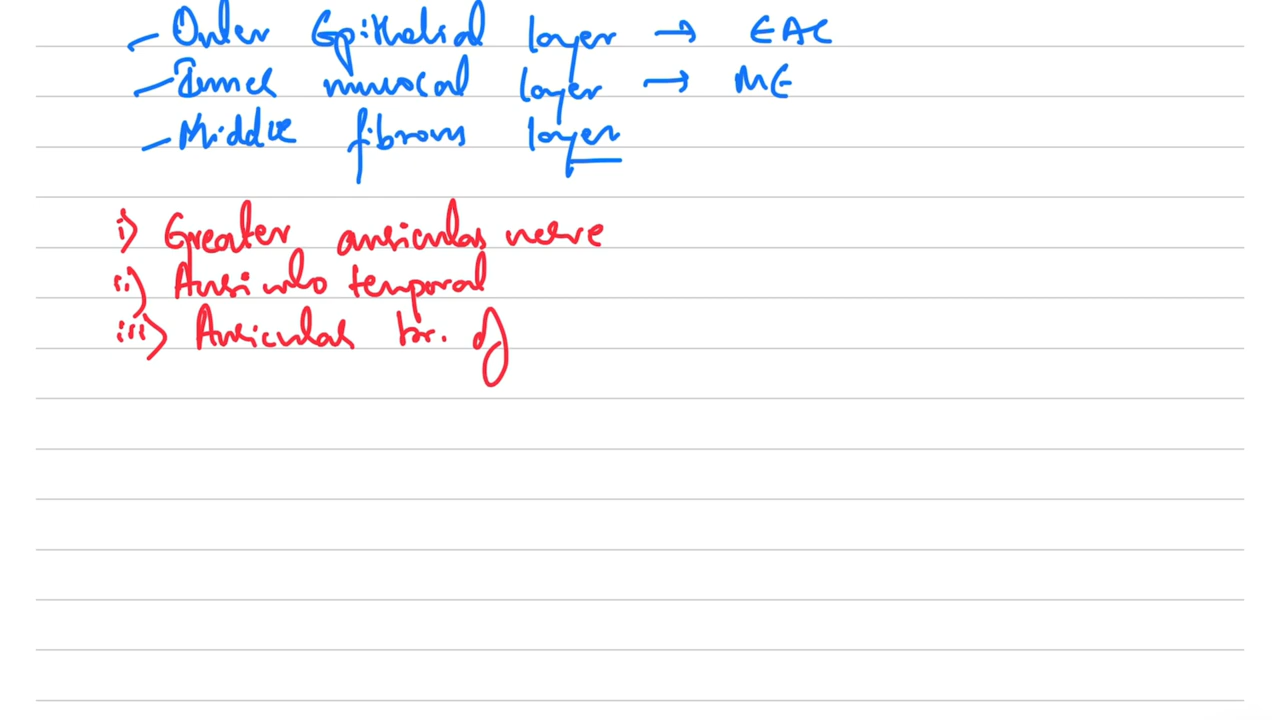 - Outer Epithelial layer → EAC
- Inner mucosal layer → ME
- Middle fibrous layer
i) Greater auricular nerve
ii) Auriculo temporal
iii) Auricular br. of